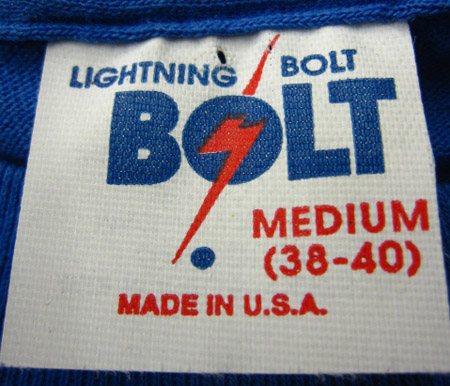 LIGHTNING BOLT
BOLT
MEDIUM
(38-40)
MADE IN U.S.A.